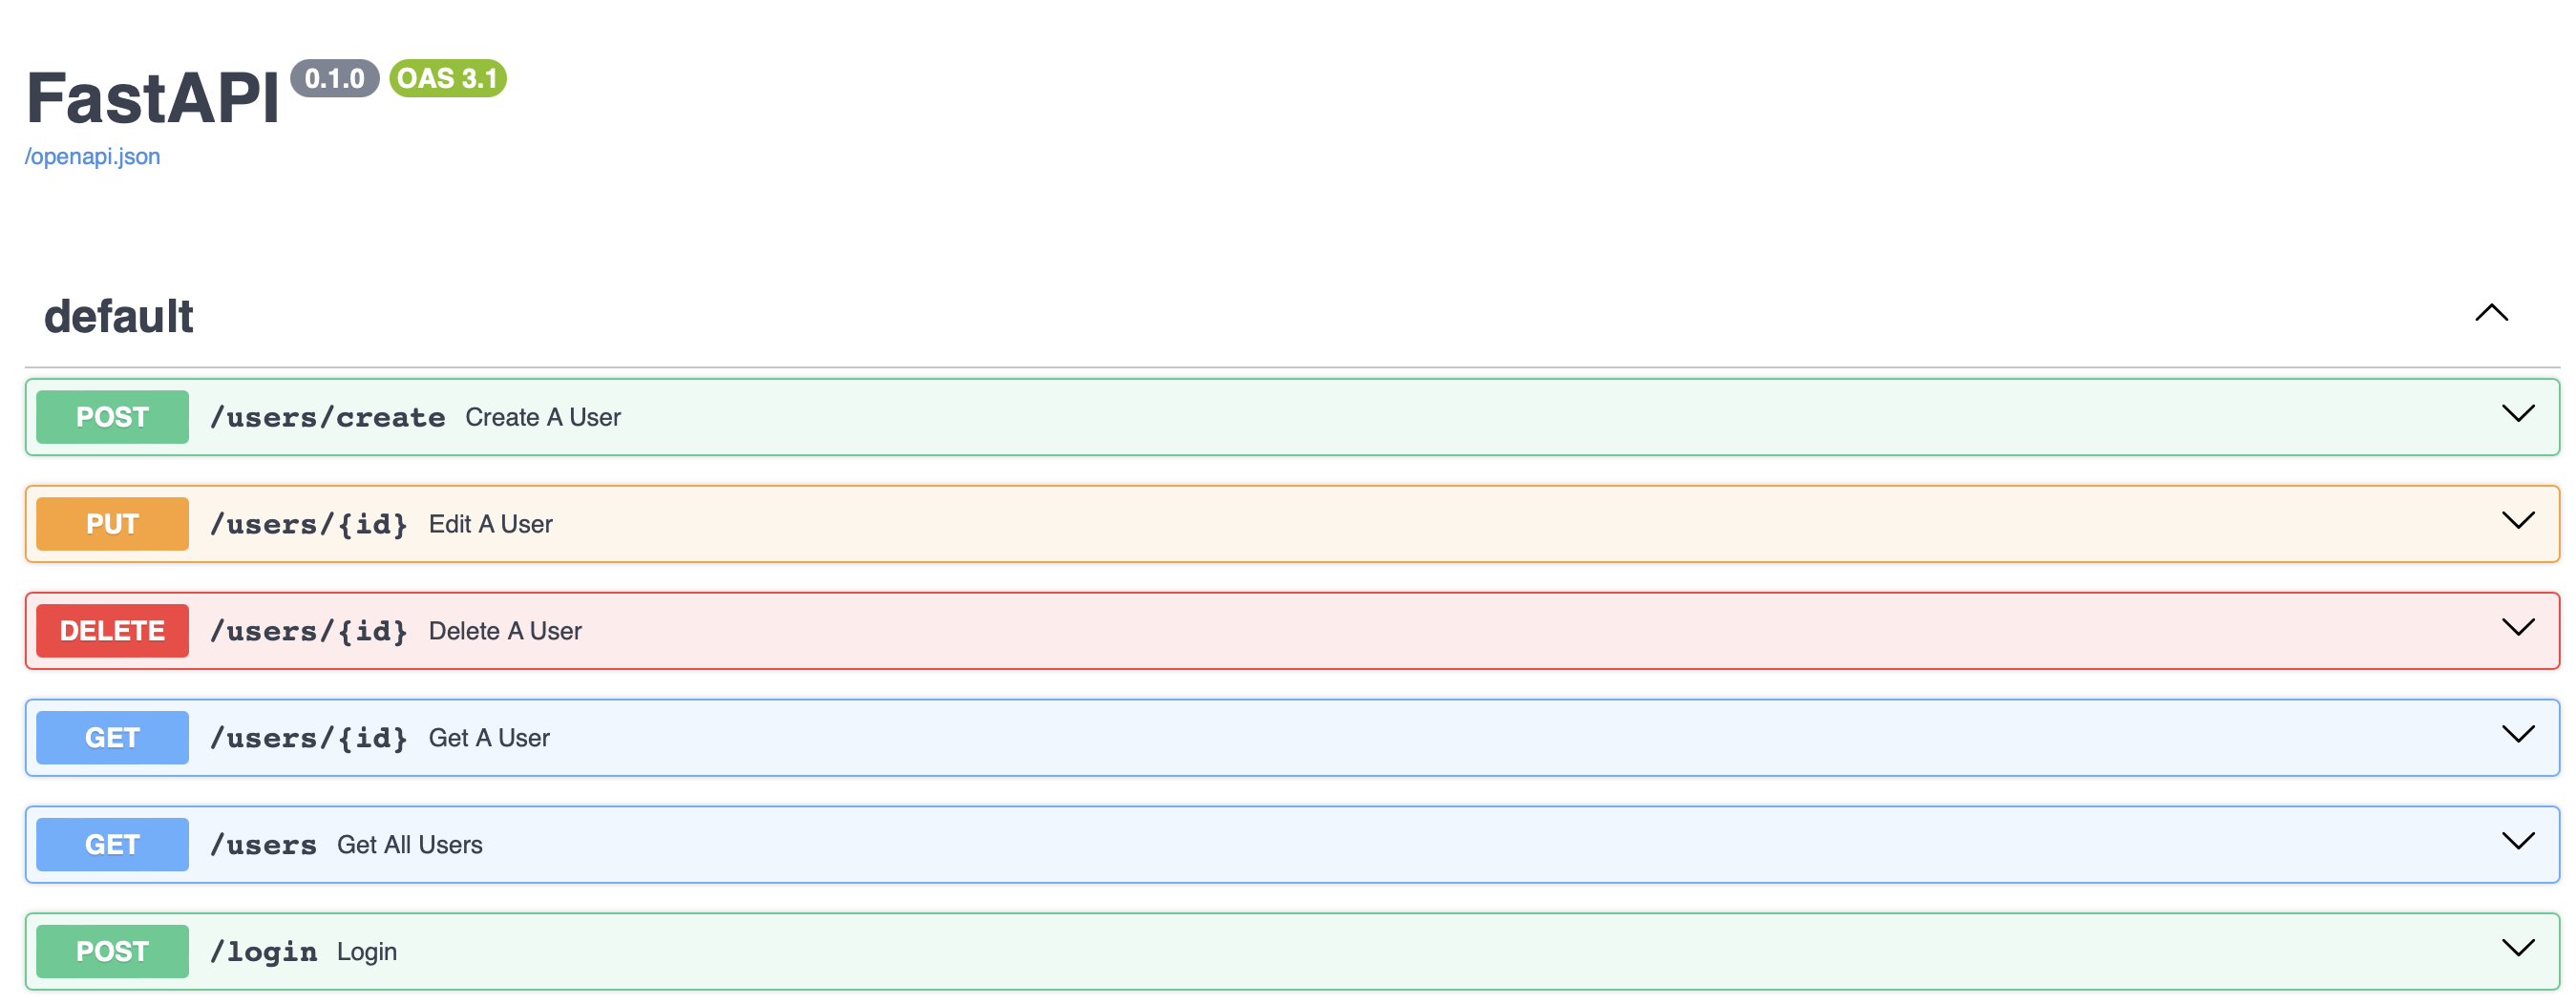 FastAPI 0.1.0 OAS 3.1
/openapi.json
default
POST /users/create Create A User
PUT /users/{id} Edit A User
DELETE /users/{id} Delete A User
GET /users/{id} Get A User
GET /users Get All Users
POST /login Login